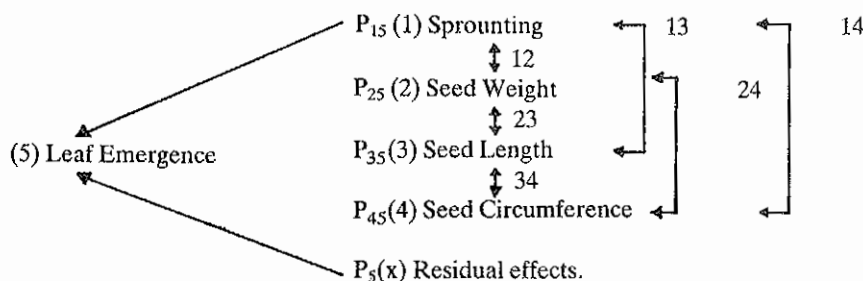 P₁₅ (1) Sprounting 13 14
12
P₂₅ (2) Seed Weight 24
23
(5) Leaf Emergence P₃₅(3) Seed Length
34
P₄₅(4) Seed Circumference
P₅(x) Residual effects.